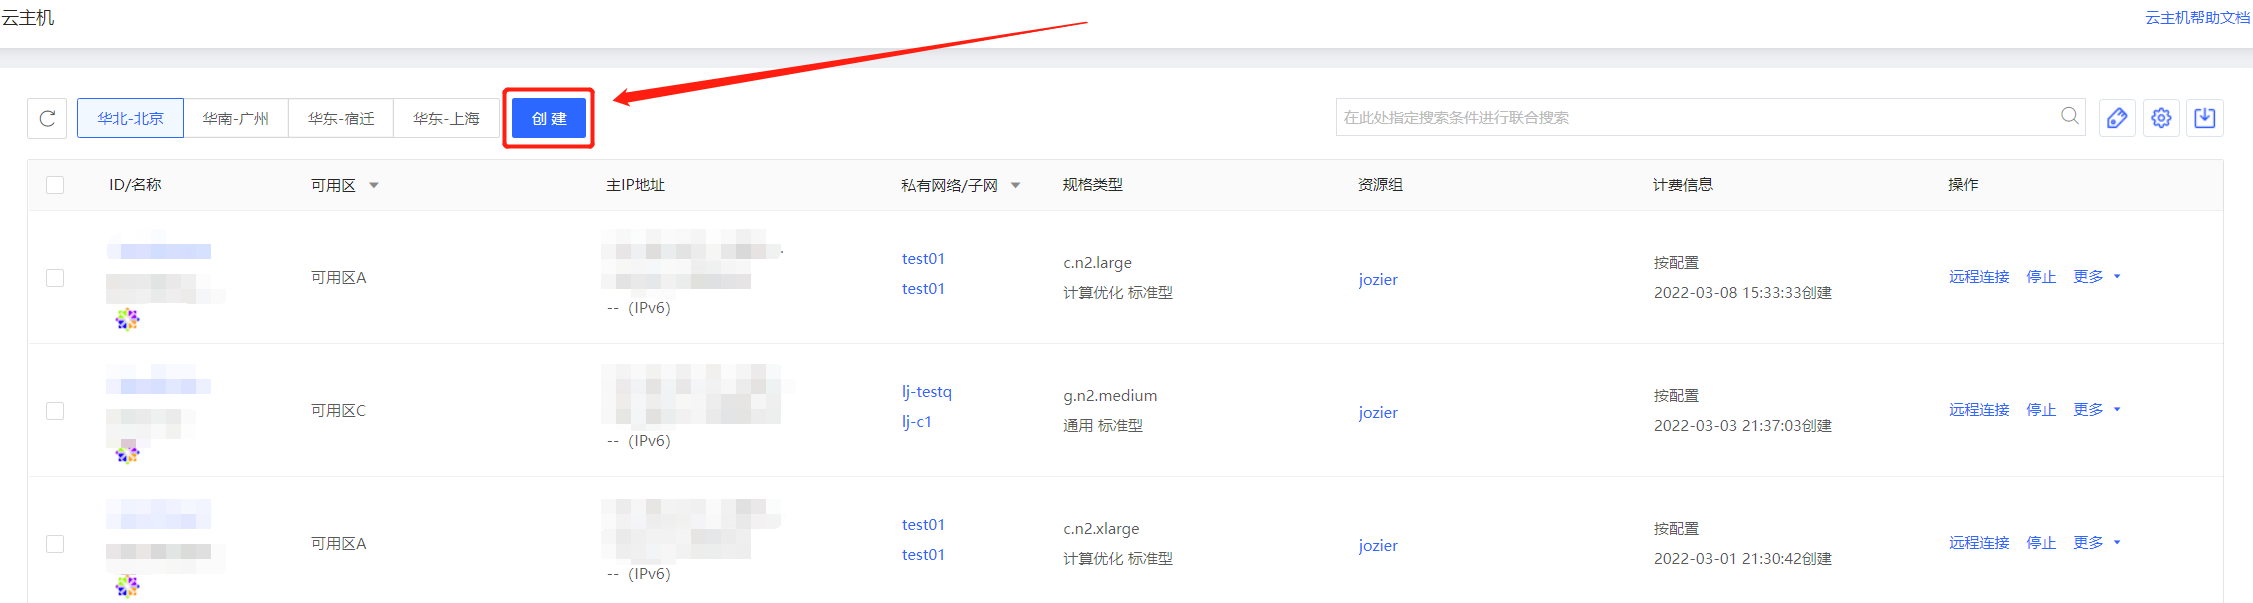 云主机
云主机帮助文档
华北-北京 华南-广州 华东-宿迁 华东-上海 创建 在此处指定搜索条件进行联合搜索
ID/名称 可用区 主IP地址 私有网络/子网 规格类型 资源组 计费信息 操作
可用区A
-- (IPv6)
test01
test01
c.n2.large
计算优化 标准型
jozier
按配置
2022-03-08 15:33:33创建
远程连接 停止 更多
可用区C
-- (IPv6)
lj-testq
lj-c1
g.n2.medium
通用 标准型
jozier
按配置
2022-03-03 21:37:03创建
远程连接 停止 更多
可用区A
-- (IPv6)
test01
test01
c.n2.xlarge
计算优化 标准型
jozier
按配置
2022-03-01 21:30:42创建
远程连接 停止 更多